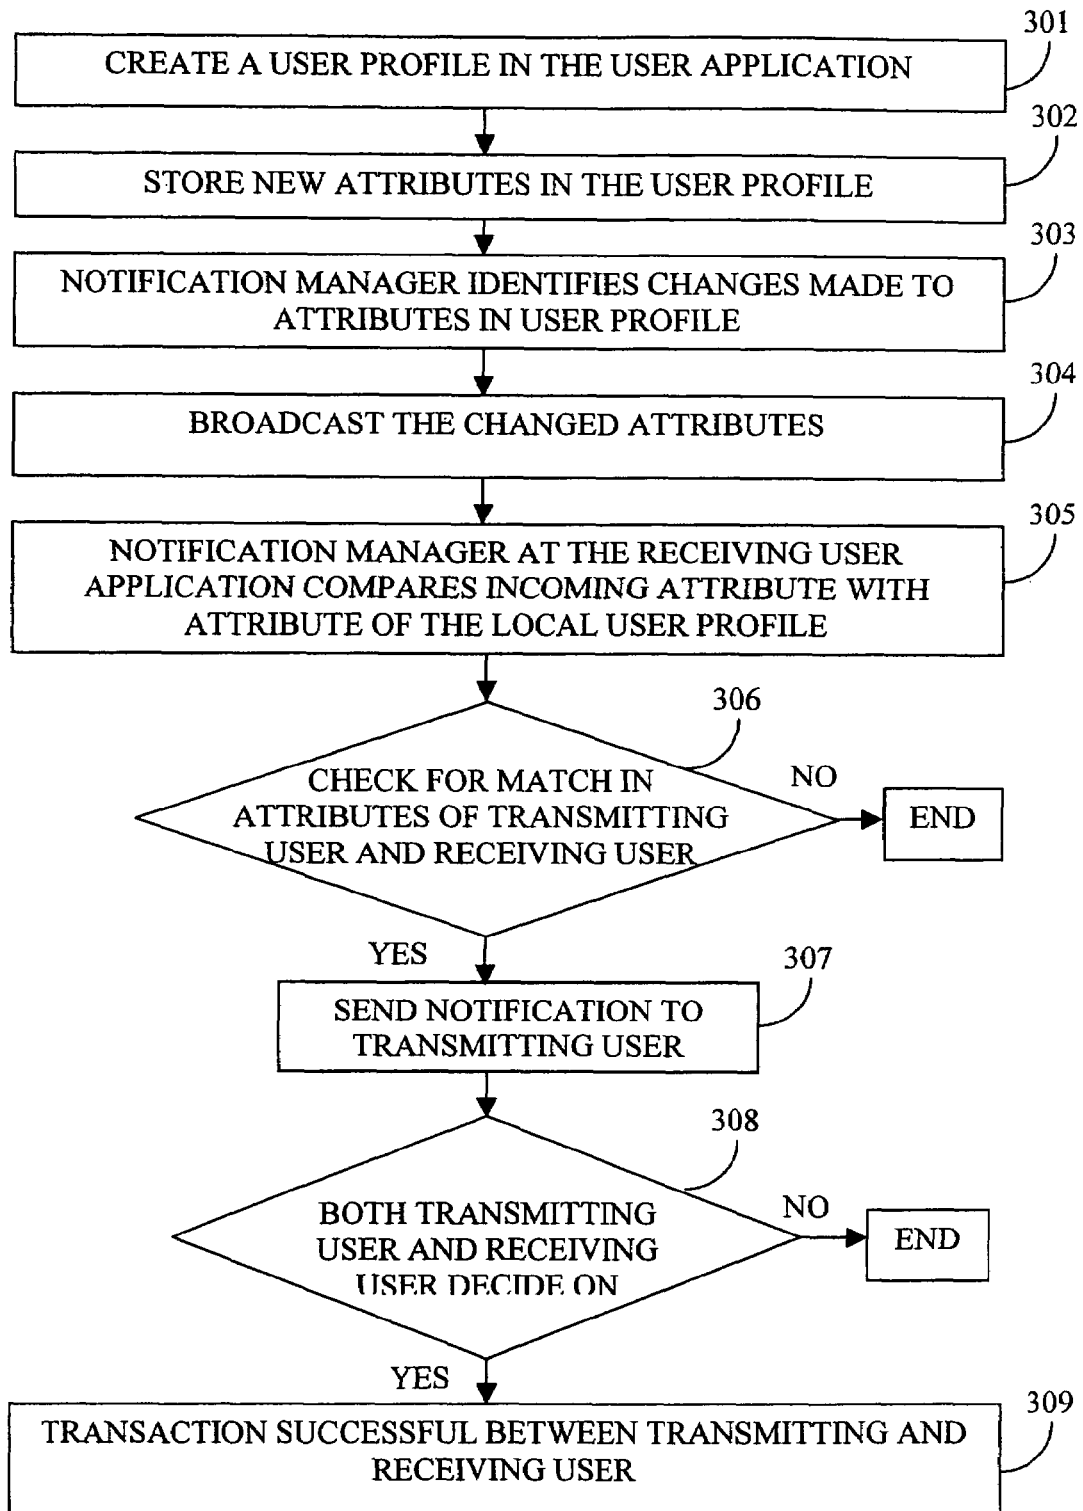 301
CREATE A USER PROFILE IN THE USER APPLICATION
302
STORE NEW ATTRIBUTES IN THE USER PROFILE
303
NOTIFICATION MANAGER IDENTIFIES CHANGES MADE TO
ATTRIBUTES IN USER PROFILE
304
BROADCAST THE CHANGED ATTRIBUTES
305
NOTIFICATION MANAGER AT THE RECEIVING USER
APPLICATION COMPARES INCOMING ATTRIBUTE WITH
ATTRIBUTE OF THE LOCAL USER PROFILE
306
CHECK FOR MATCH IN
ATTRIBUTES OF TRANSMITTING
USER AND RECEIVING USER
NO
END
YES
307
SEND NOTIFICATION TO
TRANSMITTING USER
308
BOTH TRANSMITTING
USER AND RECEIVING
USER DECIDE ON
NO
END
YES
309
TRANSACTION SUCCESSFUL BETWEEN TRANSMITTING AND
RECEIVING USER